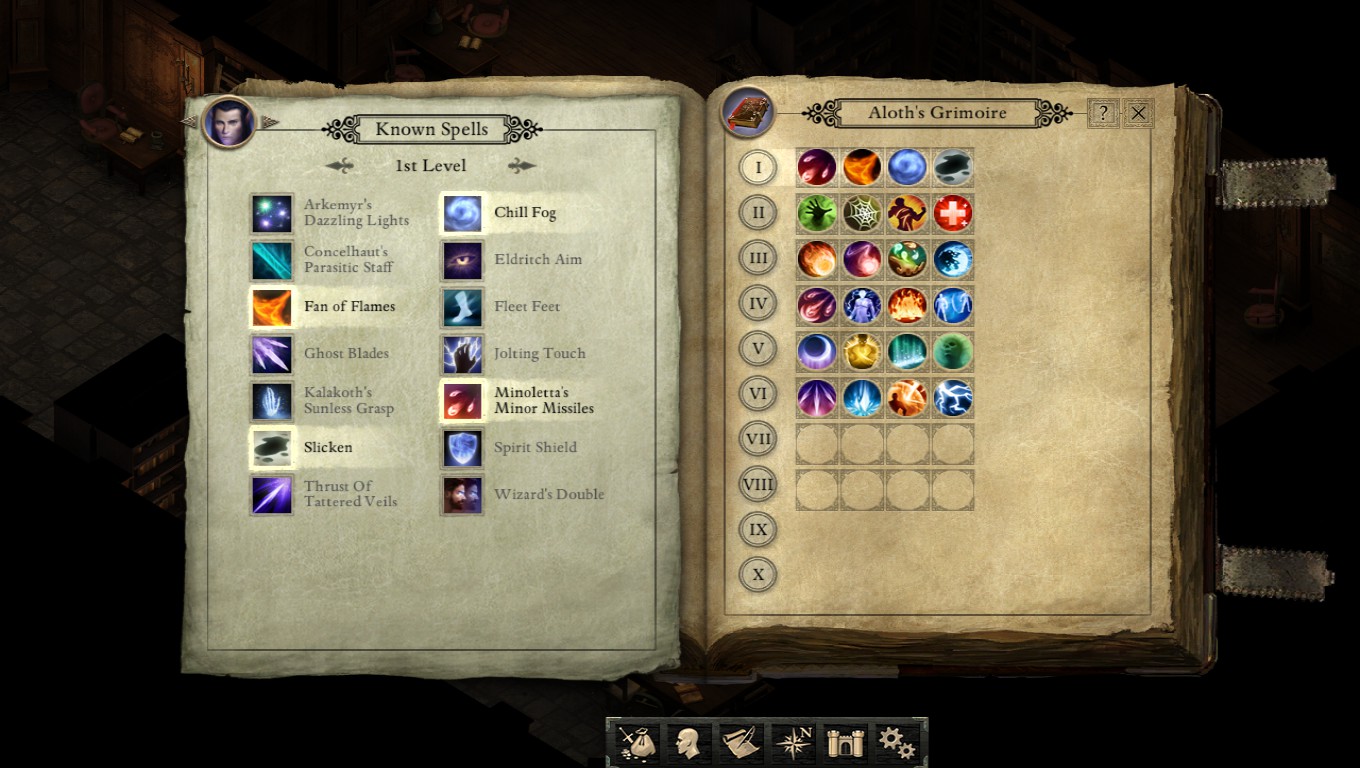 Known Spells
1st Level
Arkemyr's
Dazzling Lights
Chill Fog
Concelhaut's
Parasitic Staff
Eldritch Aim
Fan of Flames
Fleet Feet
Ghost Blades
Jolting Touch
Kalakoth's
Sunless Grasp
Minoletta's
Minor Missiles
Slicken
Spirit Shield
Thrust Of
Tattered Veils
Wizard's Double
Aloth's Grimoire
?
I
II
III
IV
V
VI
VII
VIII
IX
X
N